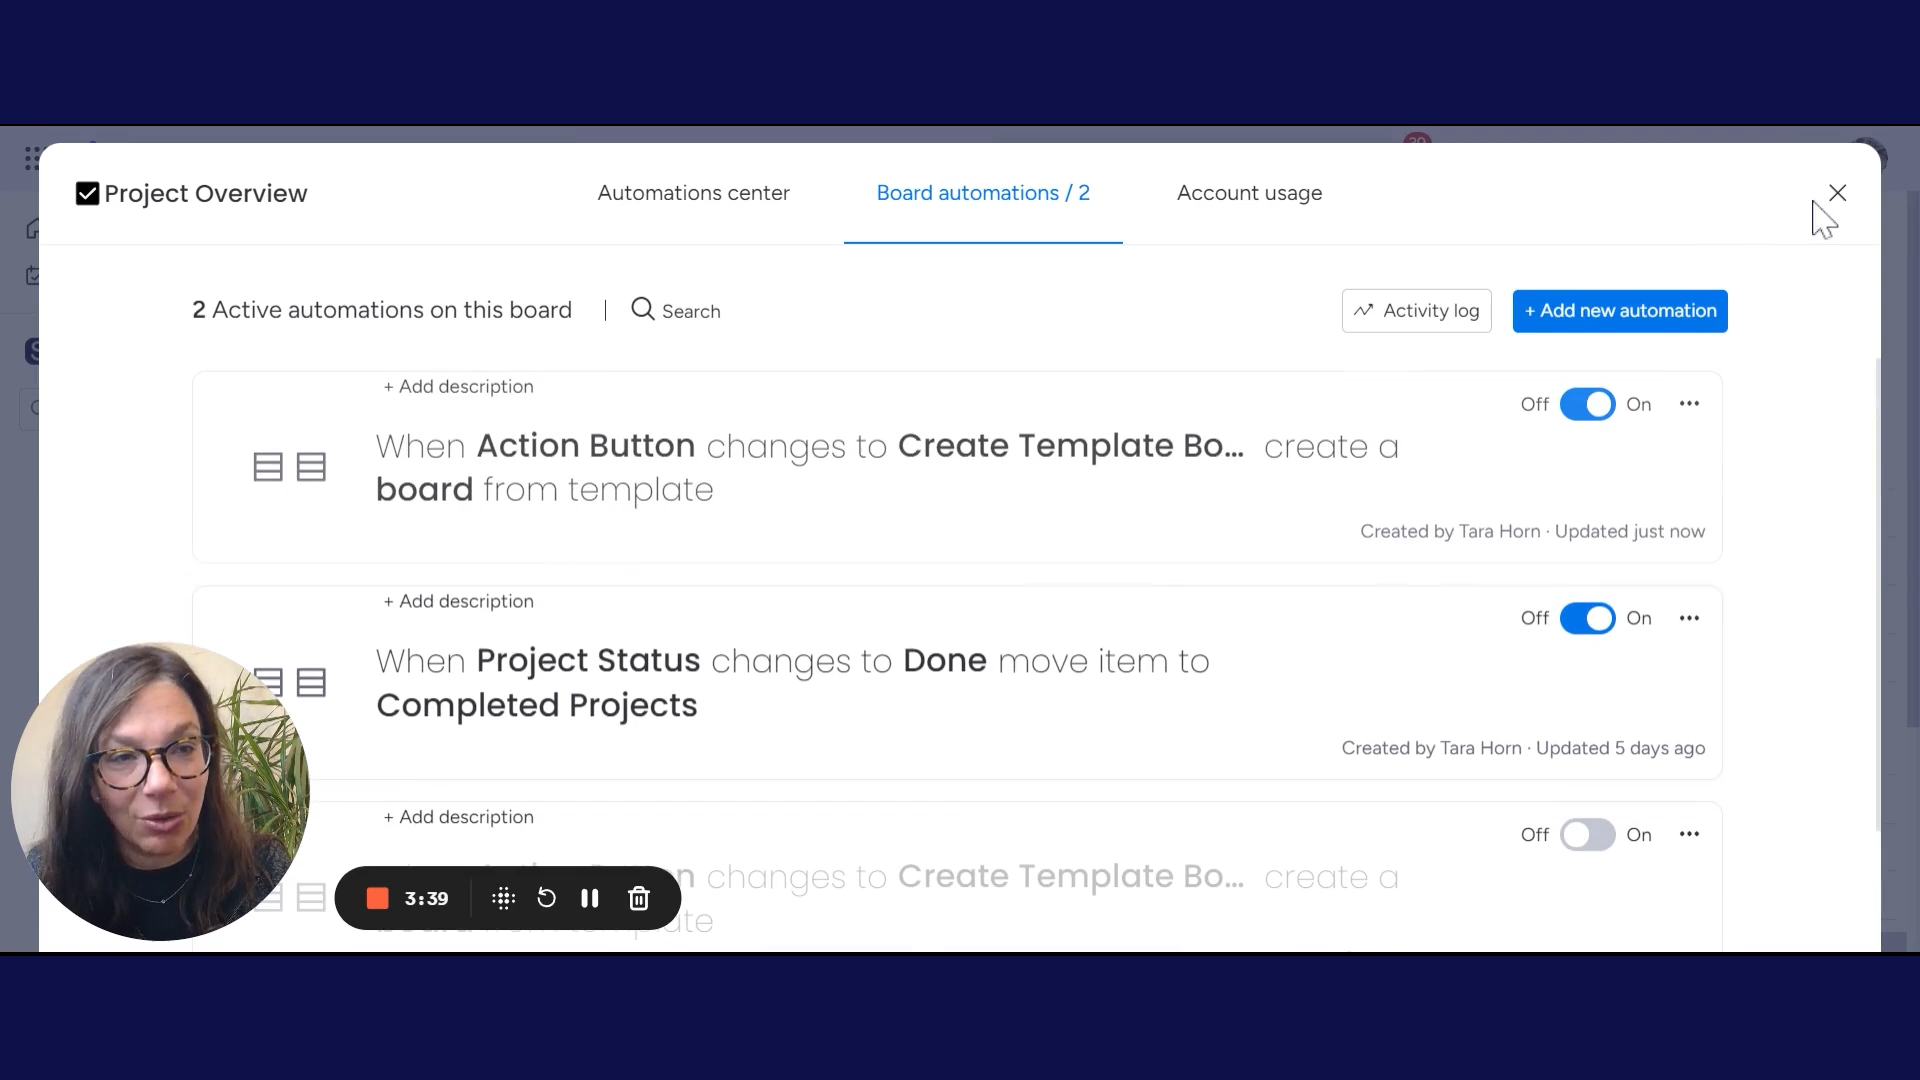 Project Overview
Automations center
Board automations / 2
Account usage
2 Active automations on this board
Search
Activity log
+ Add new automation
+ Add description
Off On
When Action Button changes to Create Template Bo... create a
board from template
Created by Tara Horn · Updated just now
+ Add description
Off On
When Project Status changes to Done move item to
Completed Projects
Created by Tara Horn · Updated 5 days ago
+ Add description
Off On
changes to Create Template Bo... create a
3:39